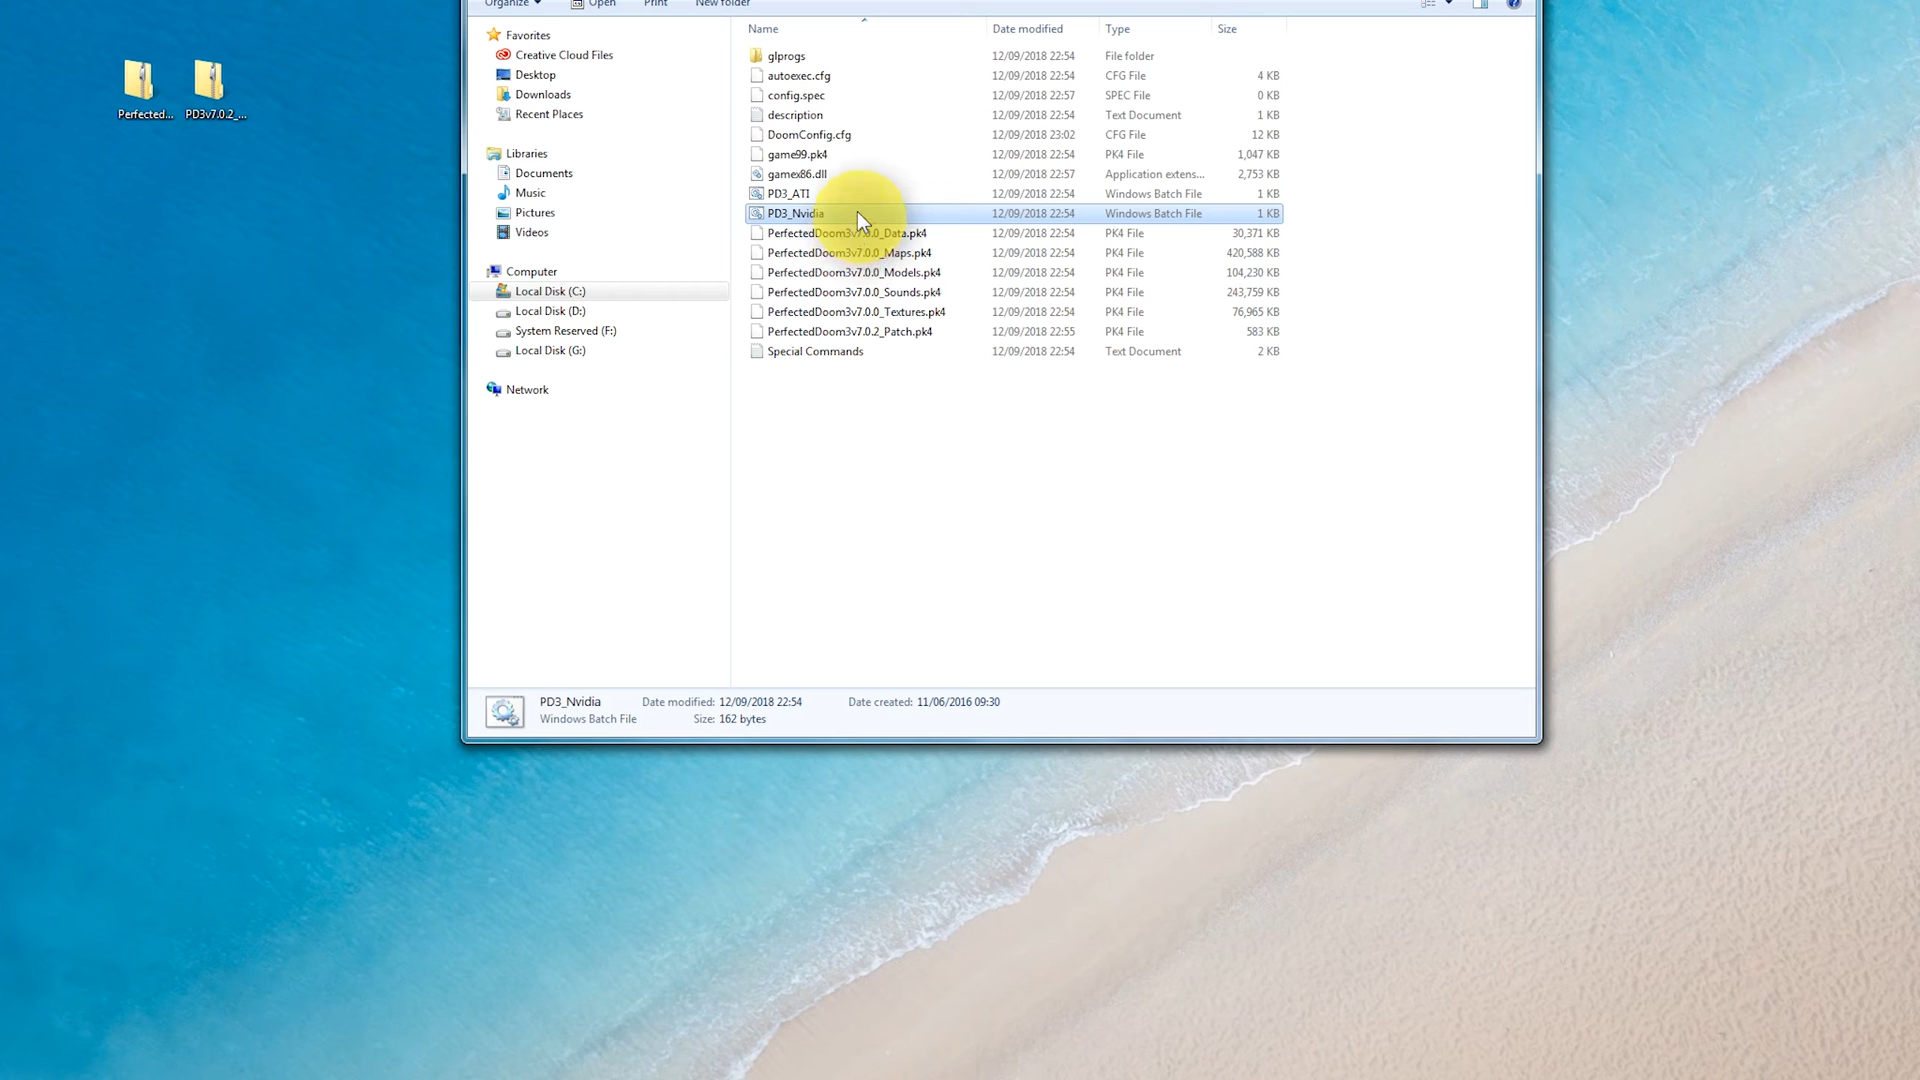 Organize Open Print New folder
Name Date modified Type Size
Favorites
Creative Cloud Files
Desktop
Downloads
Recent Places
Libraries
Documents
Music
Pictures
Videos
Computer
Local Disk (C:)
Local Disk (D:)
System Reserved (F:)
Local Disk (G:)
Network
glprogs 12/09/2018 22:54 File folder
autoexec.cfg 12/09/2018 22:54 CFG File 4 KB
config.spec 12/09/2018 22:57 SPEC File 0 KB
description 12/09/2018 22:54 Text Document 1 KB
DoomConfig.cfg 12/09/2018 23:02 CFG File 12 KB
game99.pk4 12/09/2018 22:54 PK4 File 1,047 KB
gamex86.dll 12/09/2018 22:57 Application extens... 2,753 KB
PD3_ATI 12/09/2018 22:54 Windows Batch File 1 KB
PD3_Nvidia 12/09/2018 22:54 Windows Batch File 1 KB
PerfectedDoom3v7.0.0_Data.pk4 12/09/2018 22:54 PK4 File 30,371 KB
PerfectedDoom3v7.0.0_Maps.pk4 12/09/2018 22:54 PK4 File 420,588 KB
PerfectedDoom3v7.0.0_Models.pk4 12/09/2018 22:54 PK4 File 104,230 KB
PerfectedDoom3v7.0.0_Sounds.pk4 12/09/2018 22:54 PK4 File 243,759 KB
PerfectedDoom3v7.0.0_Textures.pk4 12/09/2018 22:54 PK4 File 76,965 KB
PerfectedDoom3v7.0.2_Patch.pk4 12/09/2018 22:55 PK4 File 583 KB
Special Commands 12/09/2018 22:54 Text Document 2 KB
Perfected... PD3v7.0.2_...
PD3_Nvidia Date modified: 12/09/2018 22:54 Date created: 11/06/2016 09:30
Windows Batch File Size: 162 bytes